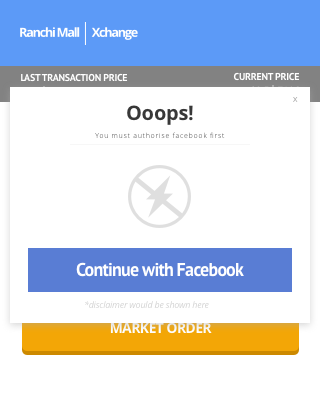 Ranchi Mall | Xchange
LAST TRANSACTION PRICE CURRENT PRICE
x
Ooops!
You must authorise facebook first
Continue with Facebook
*disclaimer would be shown here
MARKET ORDER